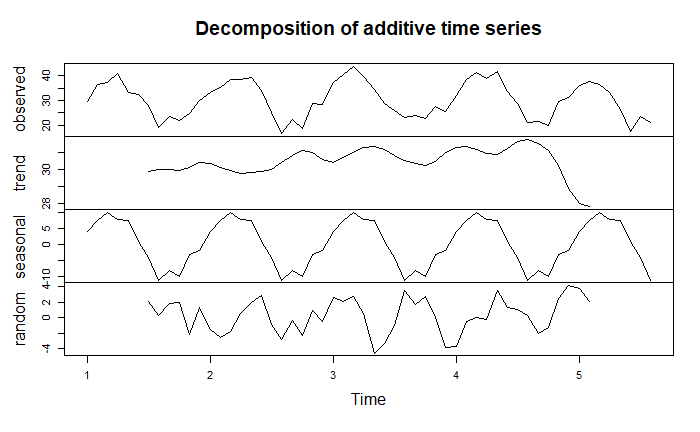 Decomposition of additive time series
observed
20 30 40
trend
28 30
seasonal
-10 0 5
random
-4 0 2 4
1 2 3 4 5
Time